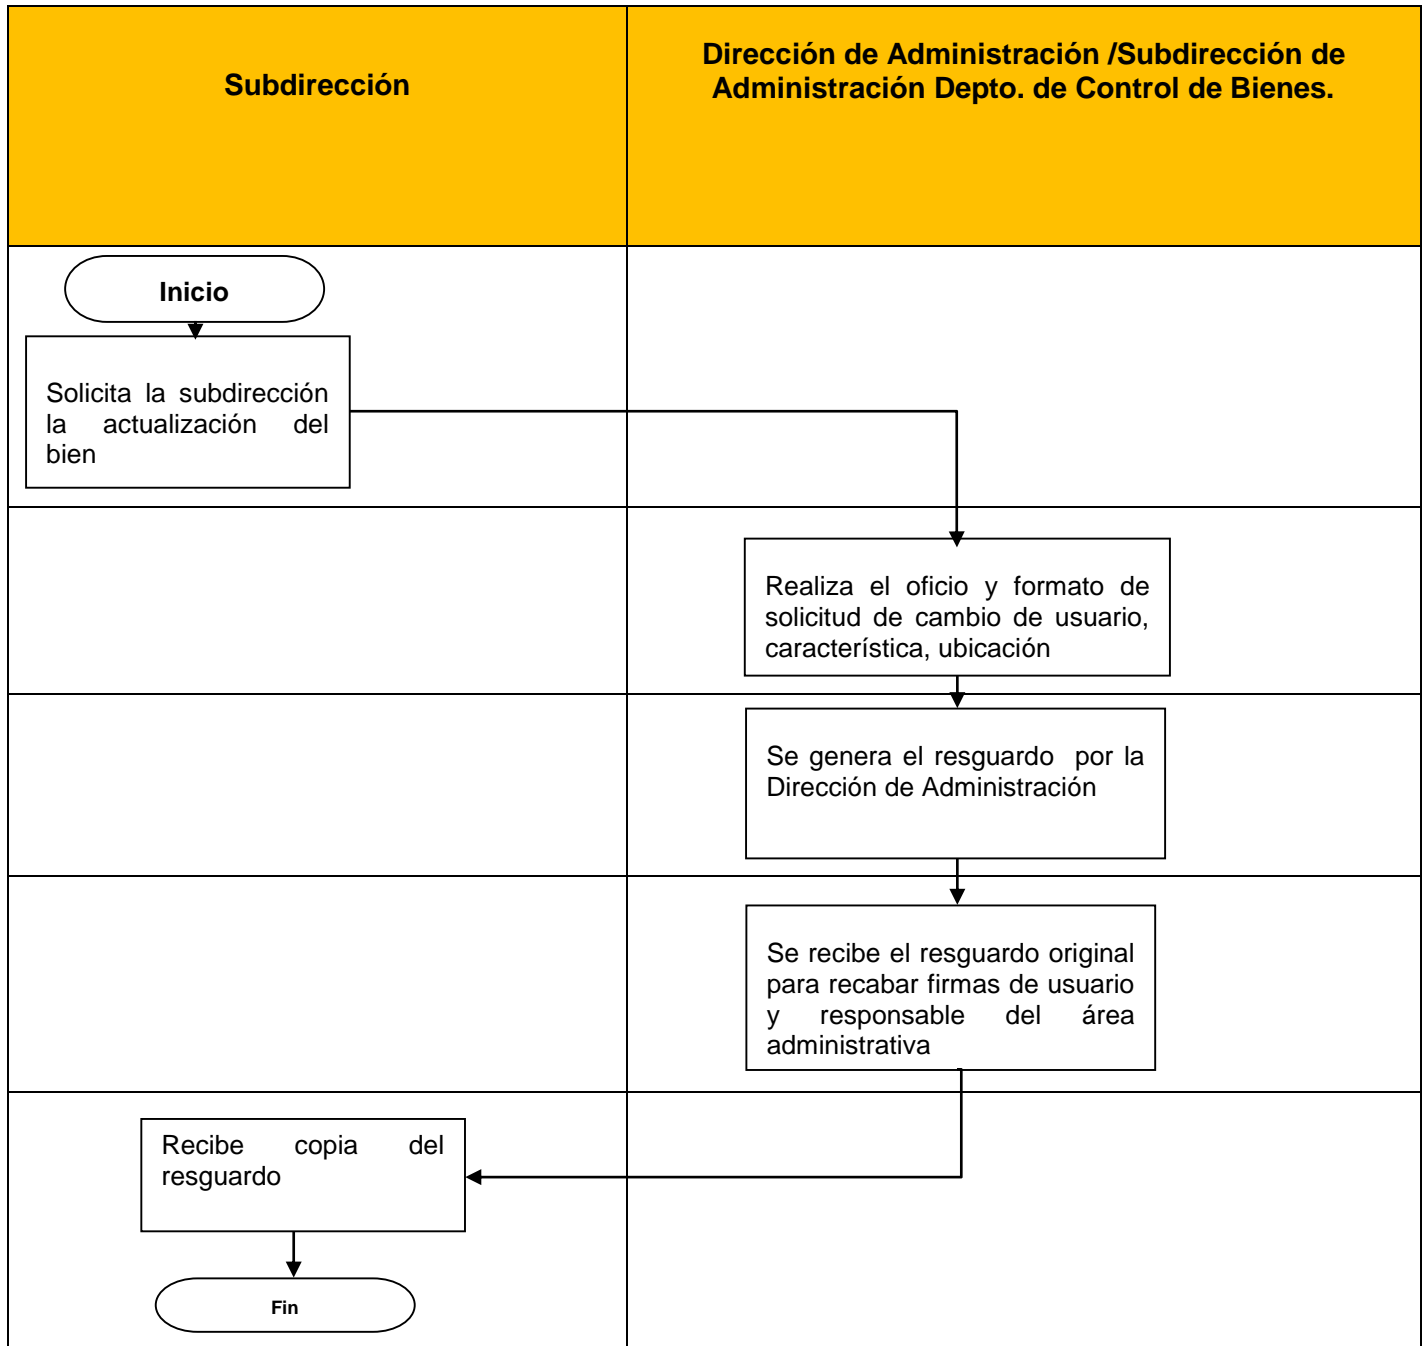 Subdirección
Dirección de Administración /Subdirección de
Administración Depto. de Control de Bienes.
Inicio
Solicita la subdirección
la actualización del
bien
Realiza el oficio y formato de
solicitud de cambio de usuario,
característica, ubicación
Se genera el resguardo por la
Dirección de Administración
Se recibe el resguardo original
para recabar firmas de usuario
y responsable del área
administrativa
Recibe copia del
resguardo
Fin